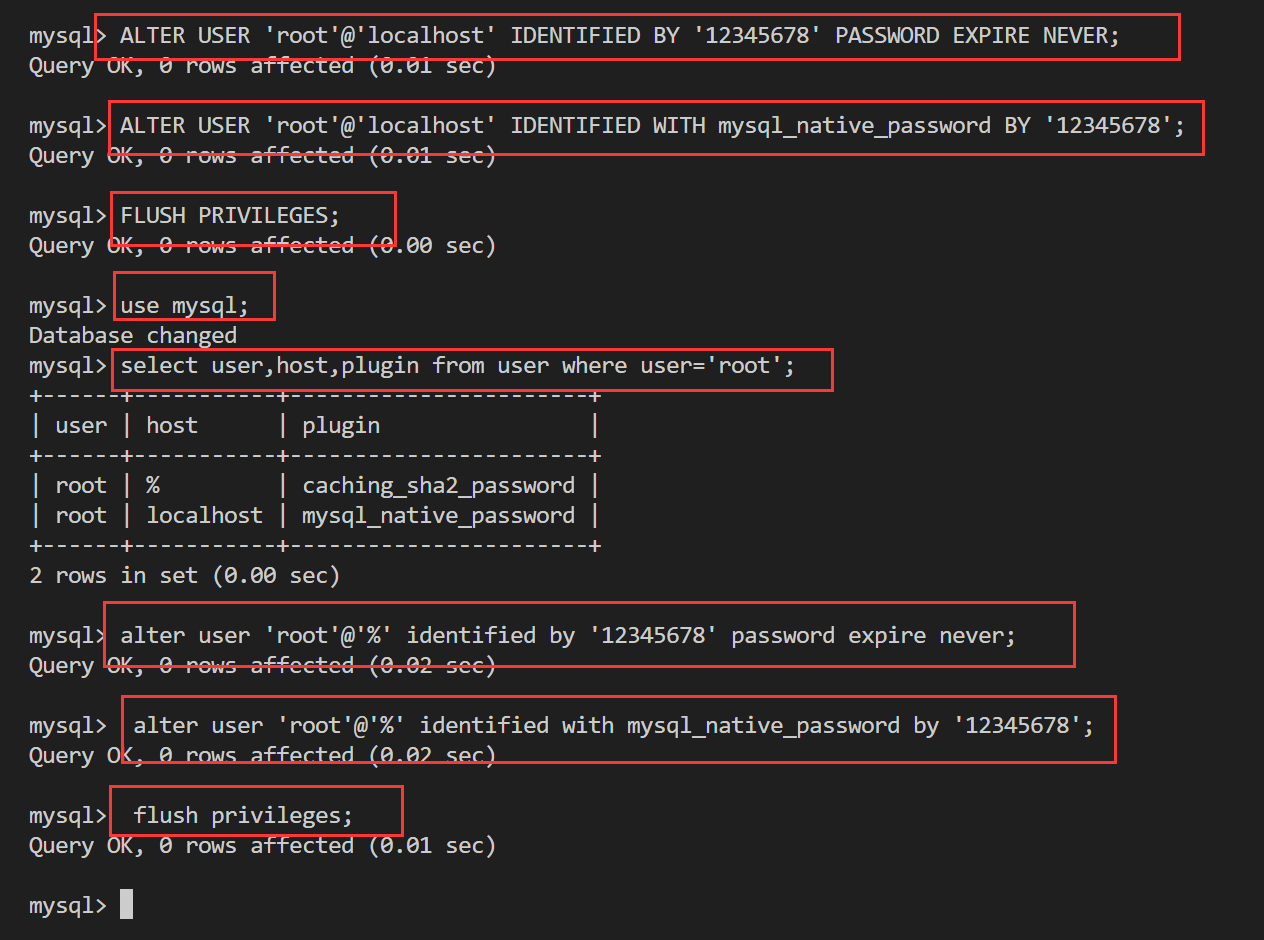 mysql> ALTER USER 'root'@'localhost' IDENTIFIED BY '12345678' PASSWORD EXPIRE NEVER;
Query OK, 0 rows affected (0.01 sec)
mysql> ALTER USER 'root'@'localhost' IDENTIFIED WITH mysql_native_password BY '12345678';
Query OK, 0 rows affected (0.01 sec)
mysql> FLUSH PRIVILEGES;
Query OK, 0 rows affected (0.00 sec)
mysql> use mysql;
Database changed
mysql> select user,host,plugin from user where user='root';
+------+-----------+-----------------------+
| user | host      | plugin                |
+------+-----------+-----------------------+
| root | %         | caching_sha2_password |
| root | localhost | mysql_native_password |
+------+-----------+-----------------------+
2 rows in set (0.00 sec)
mysql> alter user 'root'@'%' identified by '12345678' password expire never;
Query OK, 0 rows affected (0.02 sec)
mysql>  alter user 'root'@'%' identified with mysql_native_password by '12345678';
Query OK, 0 rows affected (0.02 sec)
mysql>  flush privileges;
Query OK, 0 rows affected (0.01 sec)
mysql>